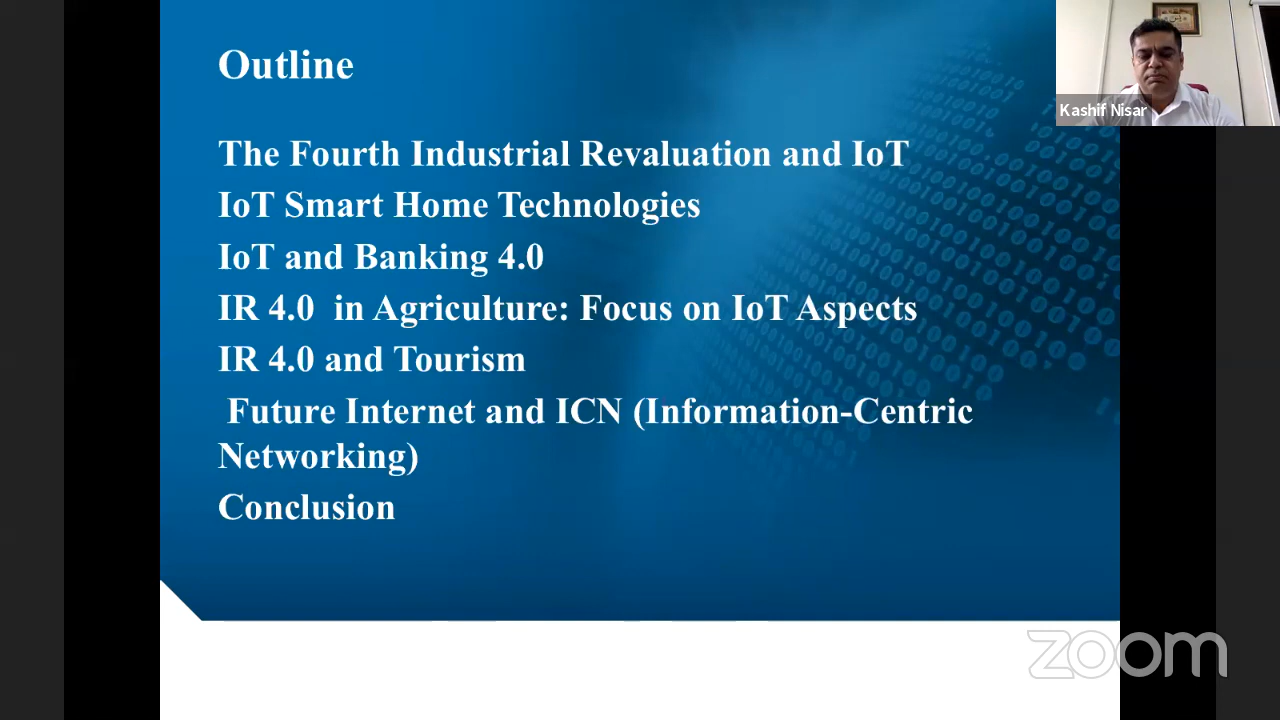 Outline
The Fourth Industrial Revaluation and IoT
IoT Smart Home Technologies
IoT and Banking 4.0
IR 4.0  in Agriculture: Focus on IoT Aspects
IR 4.0 and Tourism
Future Internet and ICN (Information-Centric
Networking)
Conclusion
Kashif Nisar
zoom